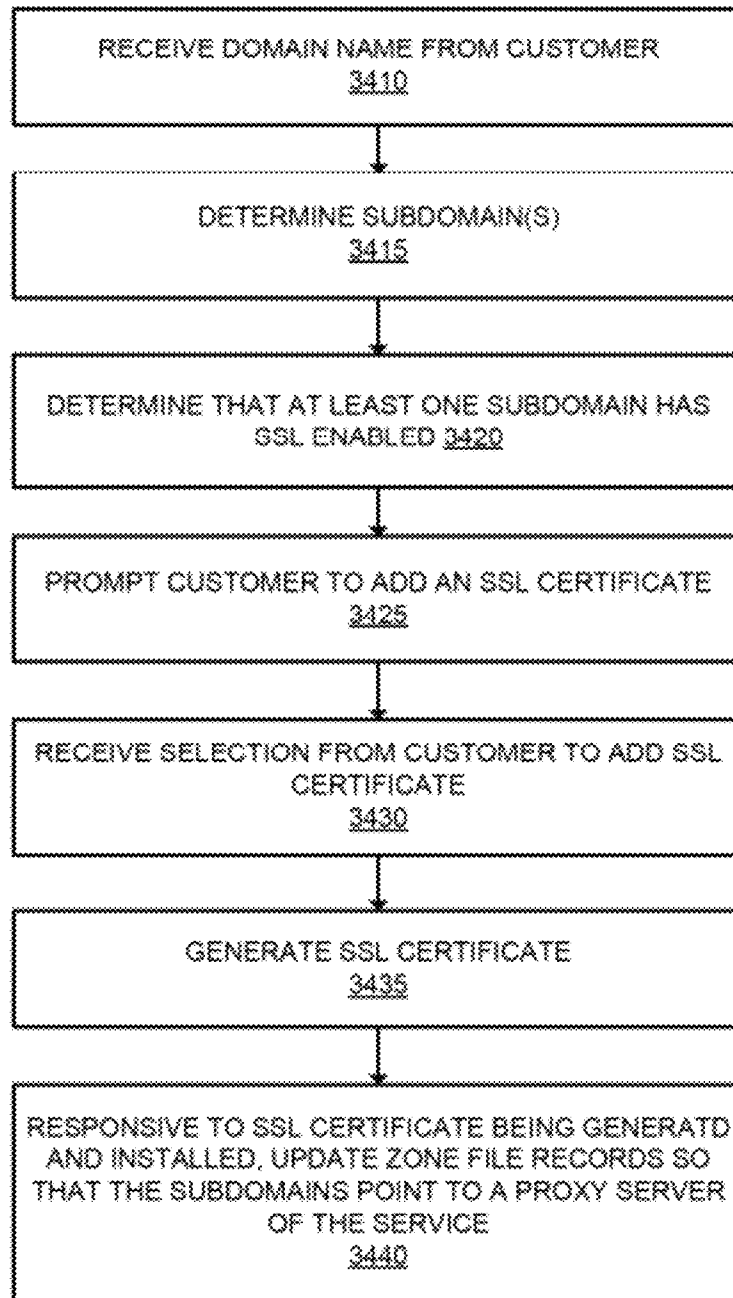 RECEIVE DOMAIN NAME FROM CUSTOMER
3410
DETERMINE SUBDOMAIN(S)
3415
DETERMINE THAT AT LEAST ONE SUBDOMAIN HAS
SSL ENABLED 3420
PROMPT CUSTOMER TO ADD AN SSL CERTIFICATE
3425
RECEIVE SELECTION FROM CUSTOMER TO ADD SSL
CERTIFICATE
3430
GENERATE SSL CERTIFICATE
3435
RESPONSIVE TO SSL CERTIFICATE BEING GENERATD
AND INSTALLED, UPDATE ZONE FILE RECORDS SO
THAT THE SUBDOMAINS POINT TO A PROXY SERVER
OF THE SERVICE
3440